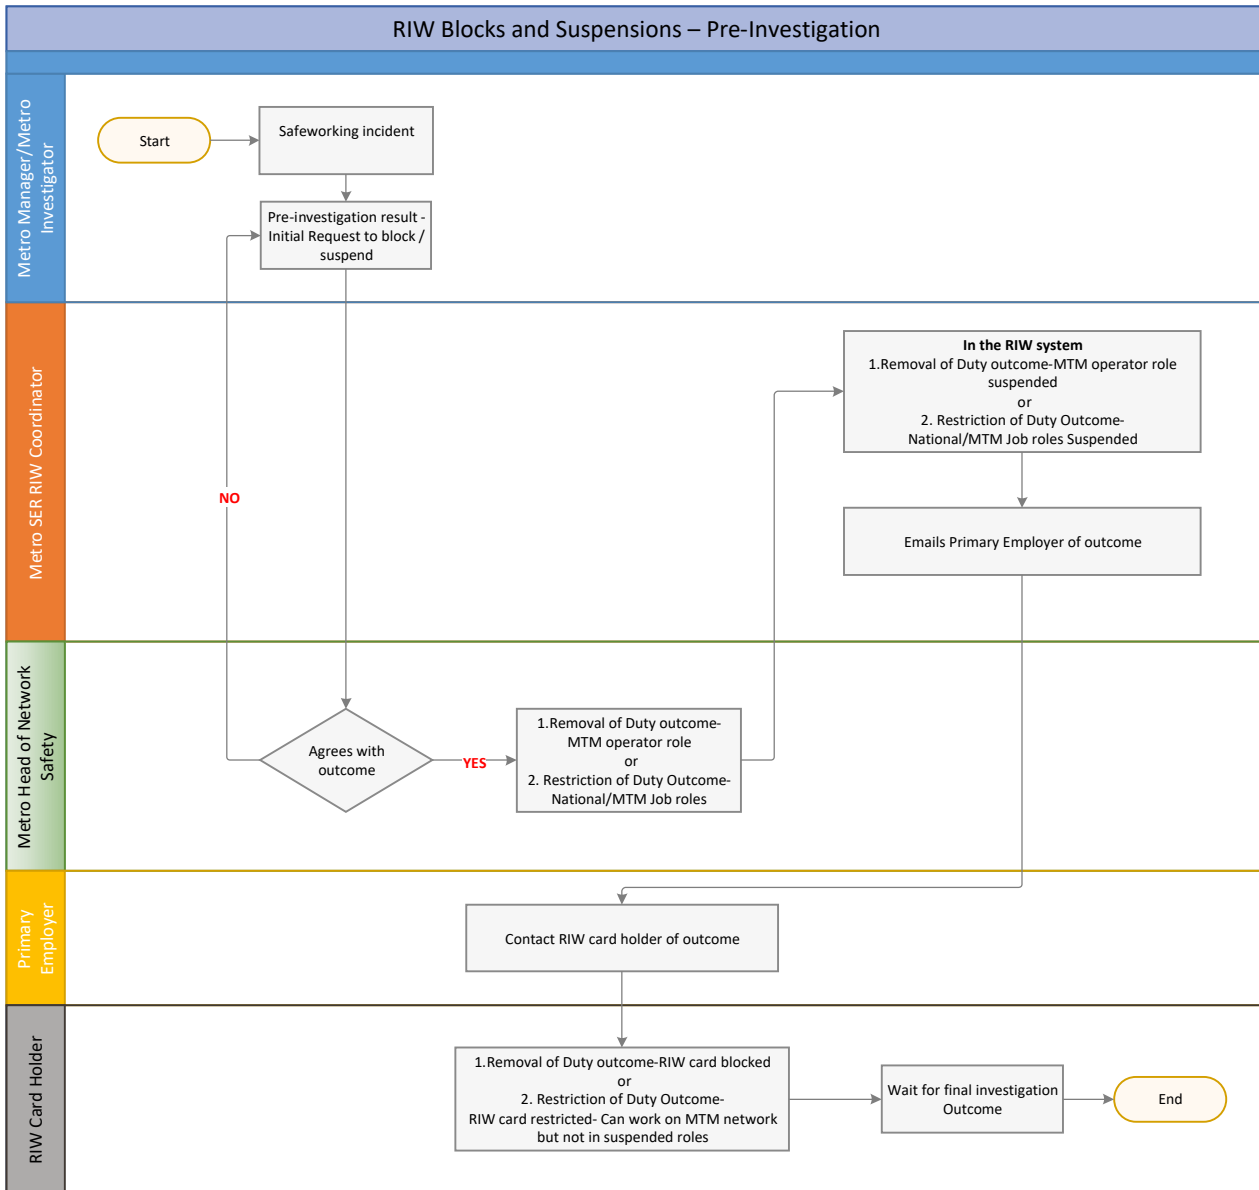 RIW Blocks and Suspensions – Pre-Investigation
Metro Manager/Metro
Investigator
Start
Safeworking incident
Pre-investigation result -
Initial Request to block /
suspend
Metro SER RIW Coordinator
NO
In the RIW system
1.Removal of Duty outcome-MTM operator role
suspended
or
2. Restriction of Duty Outcome-
National/MTM Job roles Suspended
Emails Primary Employer of outcome
Metro Head of Network
Safety
Agrees with
outcome
YES
1.Removal of Duty outcome-
MTM operator role
or
2. Restriction of Duty Outcome-
National/MTM Job roles
Primary
Employer
Contact RIW card holder of outcome
RIW Card Holder
1.Removal of Duty outcome-RIW card blocked
or
2. Restriction of Duty Outcome-
RIW card restricted- Can work on MTM network
but not in suspended roles
Wait for final investigation
Outcome
End